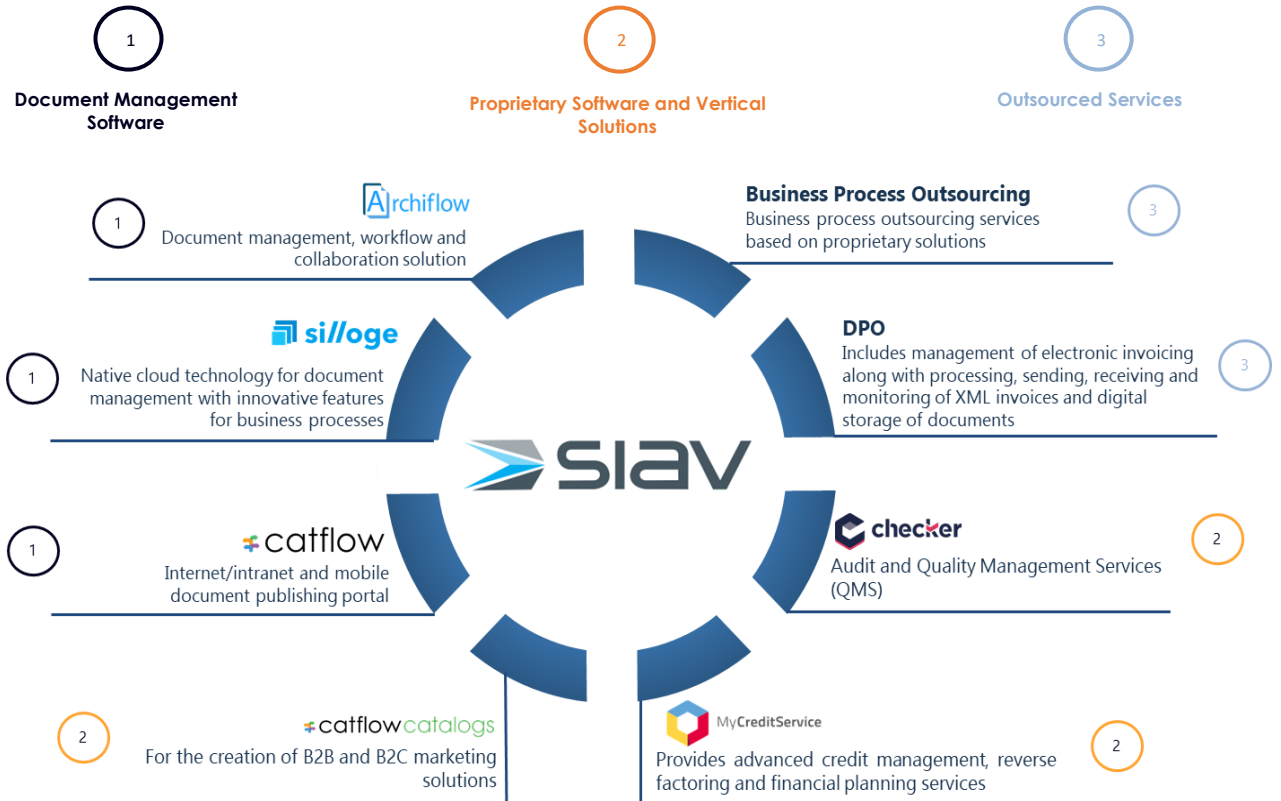 1
Document Management
Software
2
Proprietary Software and Vertical
Solutions
3
Outsourced Services
1
Archiflow
Document management, workflow and
collaboration solution
Business Process Outsourcing
Business process outsourcing services
based on proprietary solutions
3
1
silloge
Native cloud technology for document
management with innovative features
for business processes
DPO
Includes management of electronic invoicing
along with processing, sending, receiving and
monitoring of XML invoices and digital
storage of documents
3
SIAV
1
catflow
Internet/intranet and mobile
document publishing portal
checker
Audit and Quality Management Services
(QMS)
2
2
catflowcatalogs
For the creation of B2B and B2C marketing
solutions
MyCreditService
Provides advanced credit management, reverse
factoring and financial planning services
2